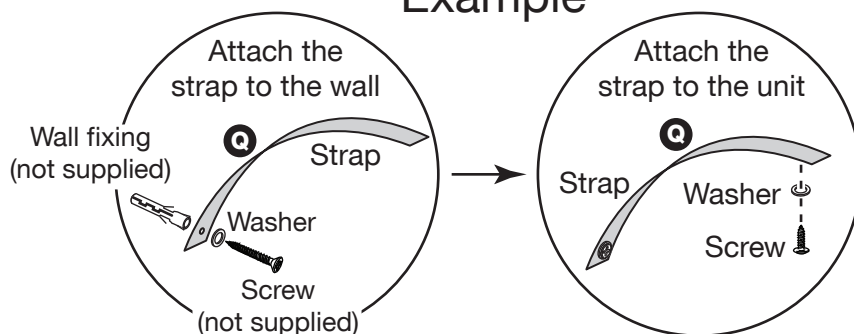 Example
Attach the
strap to the wall
Q
Strap
Wall fixing
(not supplied)
Washer
Screw
(not supplied)
Attach the
strap to the unit
Q
Strap
Washer
Screw